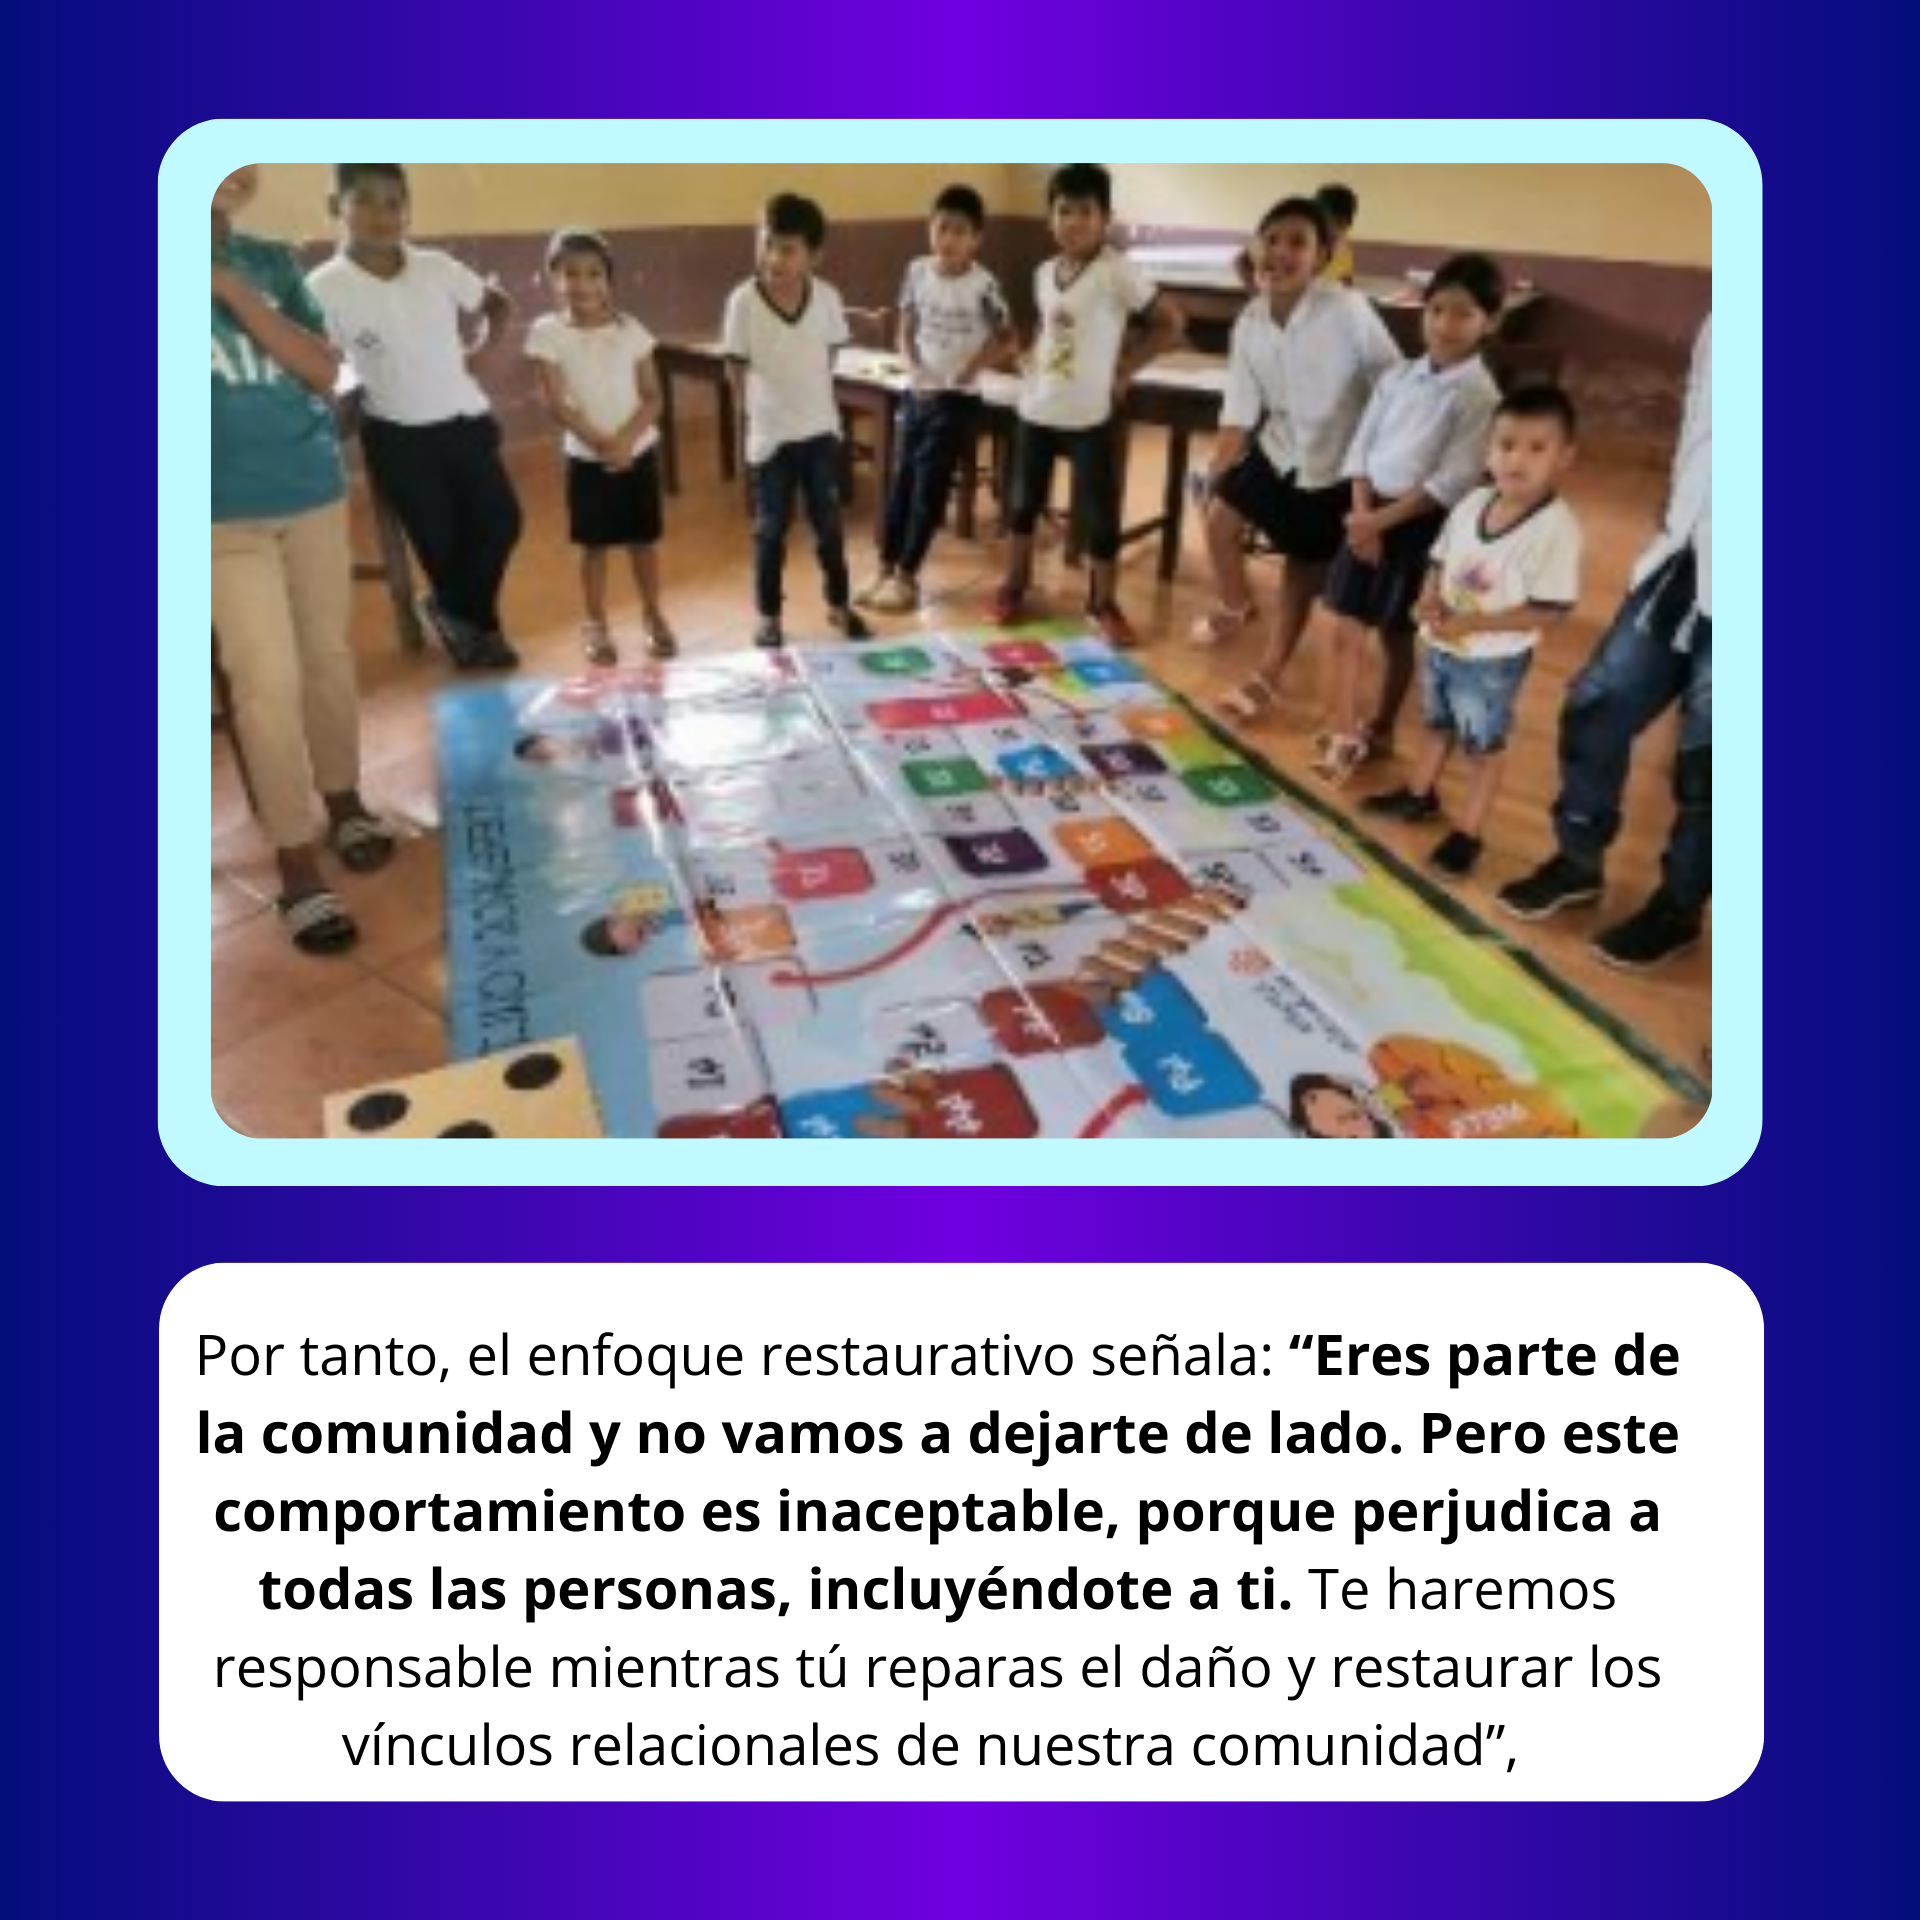 Por tanto, el enfoque restaurativo señala: “Eres parte de
la comunidad y no vamos a dejarte de lado. Pero este
comportamiento es inaceptable, porque perjudica a
todas las personas, incluyéndote a ti. Te haremos
responsable mientras tú reparas el daño y restaurar los
vínculos relacionales de nuestra comunidad”,